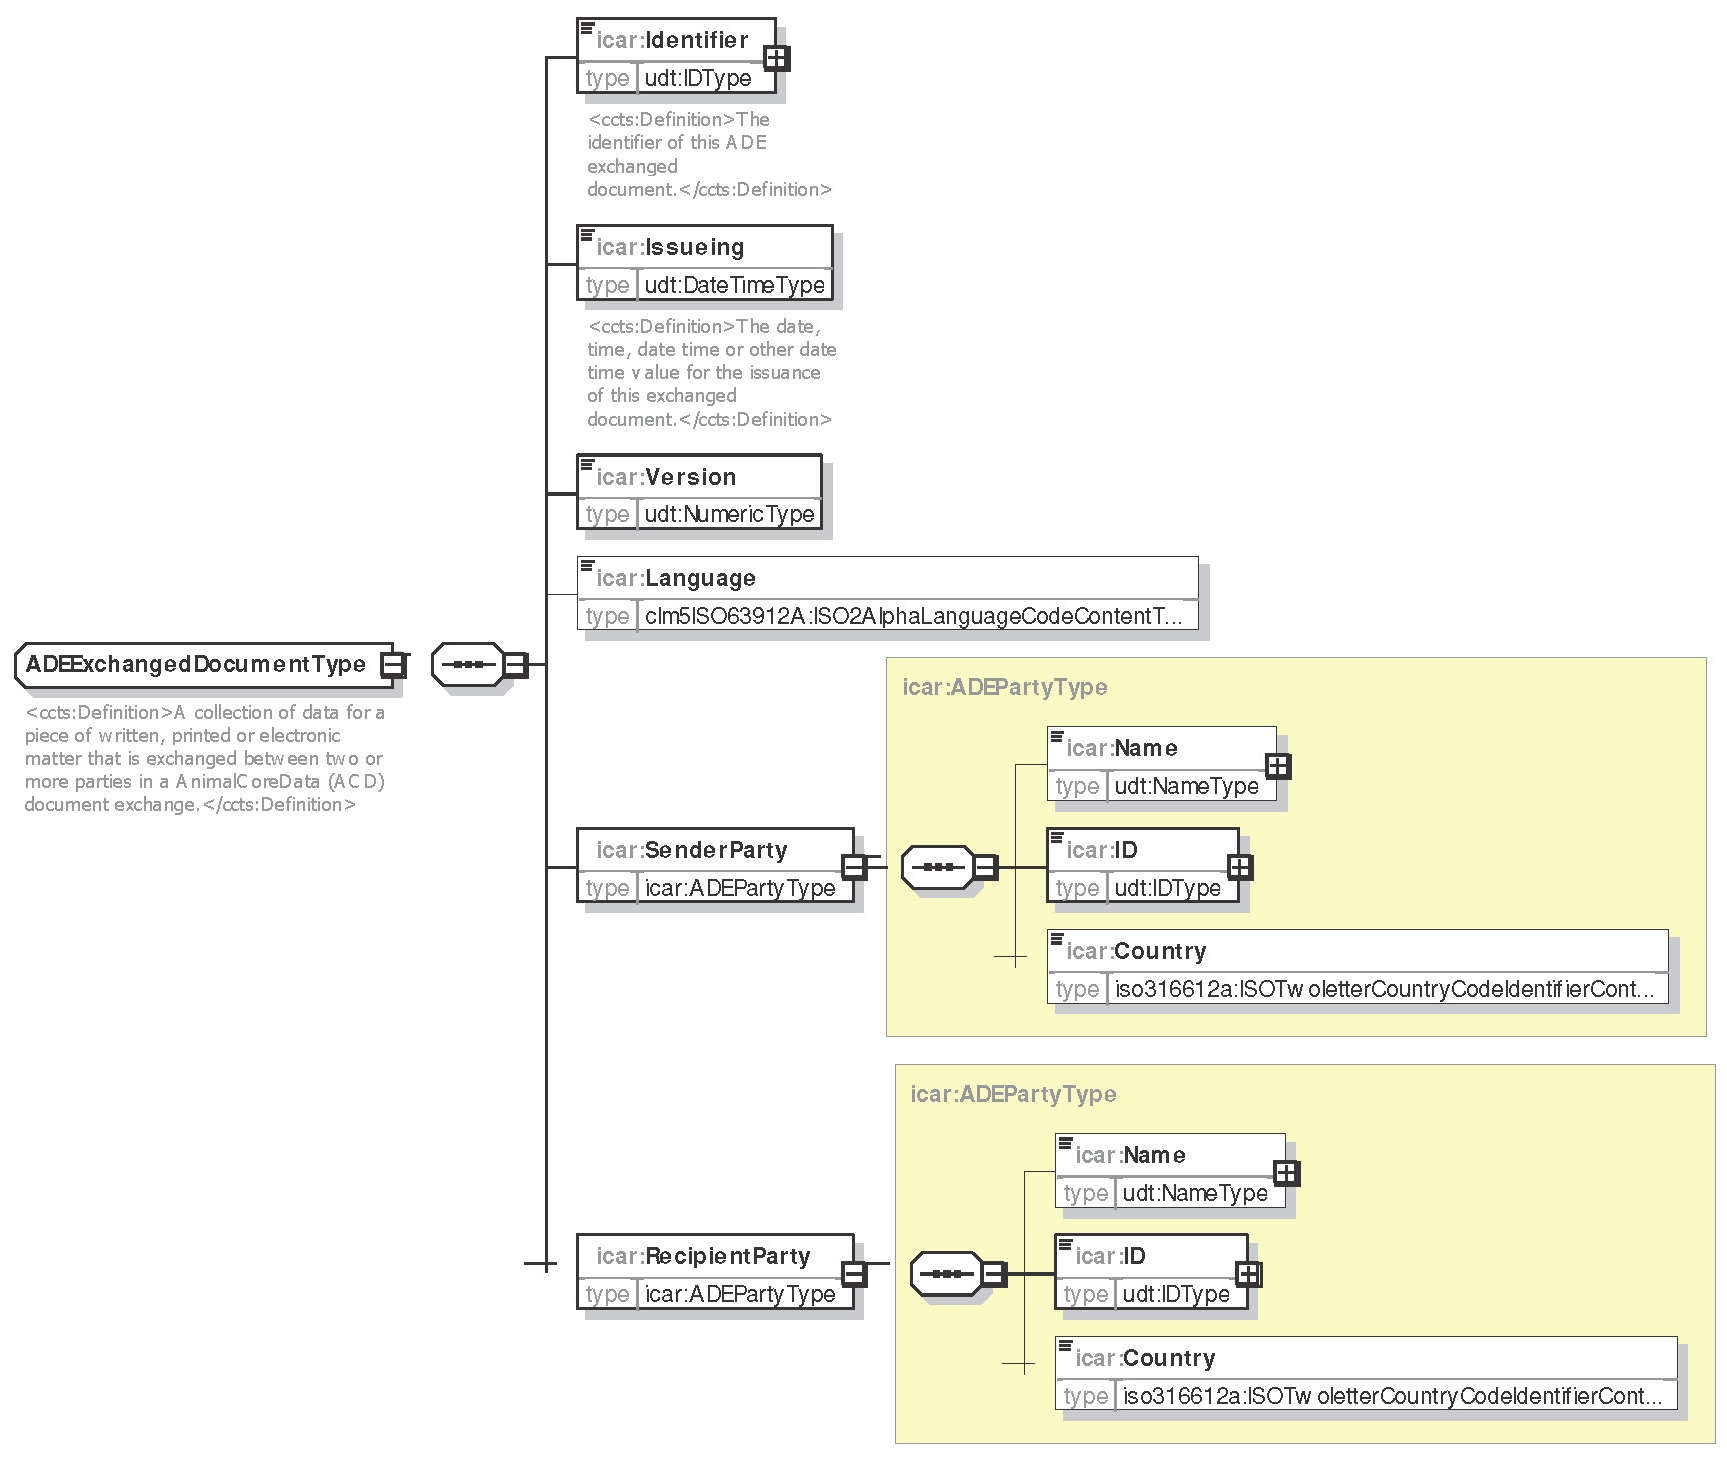 icar:Identifier
type udt:IDType
<ccts:Definition>The
identifier of this ADE
exchanged
document.</ccts:Definition>
icar:Issueing
type udt:DateTimeType
<ccts:Definition>The date,
time, date time or other date
time value for the issuance
of this exchanged
document.</ccts:Definition>
icar:Version
type udt:NumericType
icar:Language
type clm5ISO63912A:ISO2AlphaLanguageCodeContentT...
ADEExchangedDocumentType
<ccts:Definition>A collection of data for a
piece of written, printed or electronic
matter that is exchanged between two or
more parties in a AnimalCoreData (ACD)
document exchange.</ccts:Definition>
icar:SenderParty
type icar:ADEPartyType
icar:ADEPartyType
icar:Name
type udt:NameType
icar:ID
type udt:IDType
icar:Country
type iso316612a:ISOTwoletterCountryCodeIdentifierCont...
icar:RecipientParty
type icar:ADEPartyType
icar:ADEPartyType
icar:Name
type udt:NameType
icar:ID
type udt:IDType
icar:Country
type iso316612a:ISOTwoletterCountryCodeIdentifierCont...